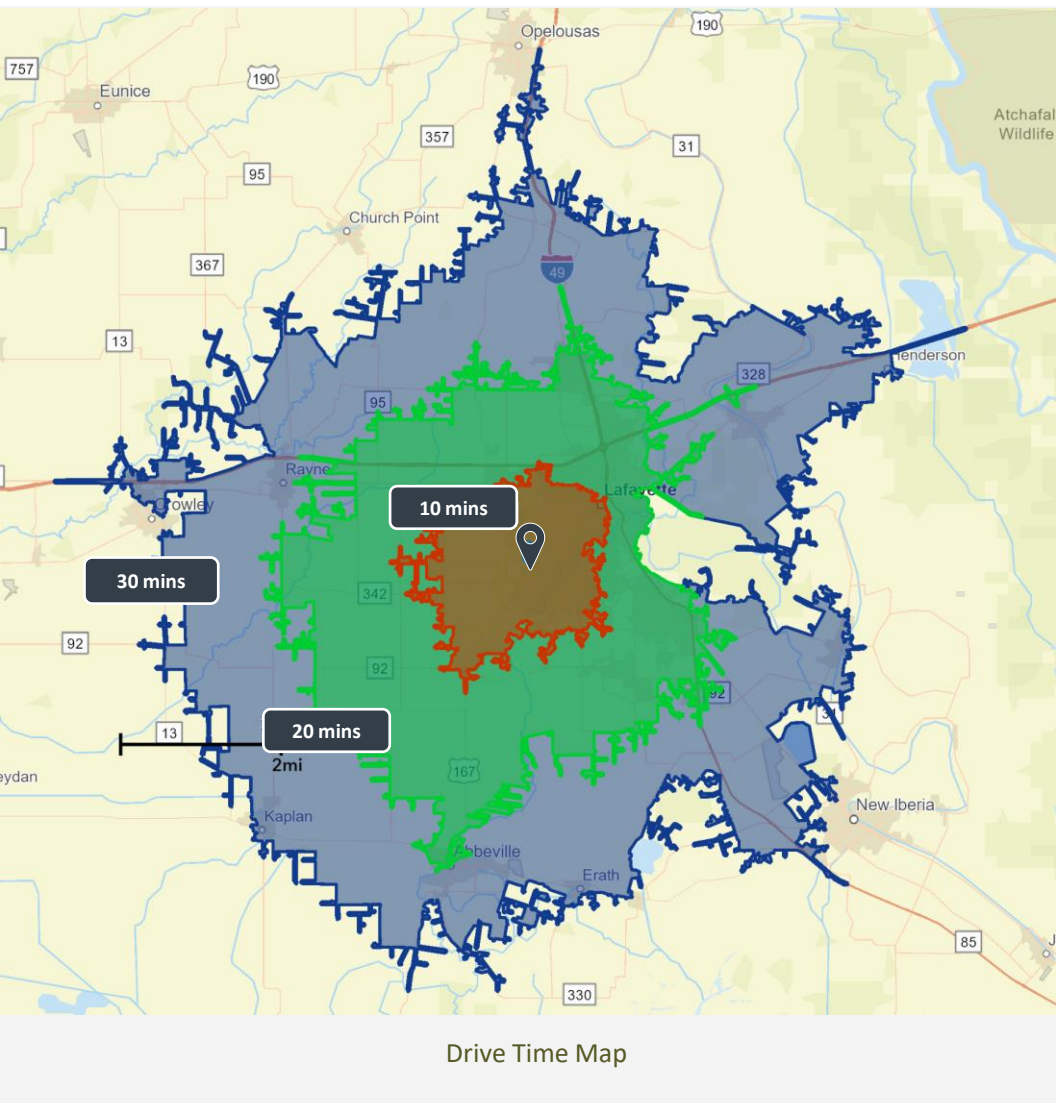 Opelousas
190
757
190
Eunice
Atchafal
Wildlife
357
31
95
Church Point
367
49
13
enderson
328
95
Rayne
Lafayette
10 mins
Crowley
30 mins
342
92
92
92
31
20 mins
13
2mi
167
eydan
New Iberia
Kaplan
Abbeville
Erath
85
J
330
Drive Time Map